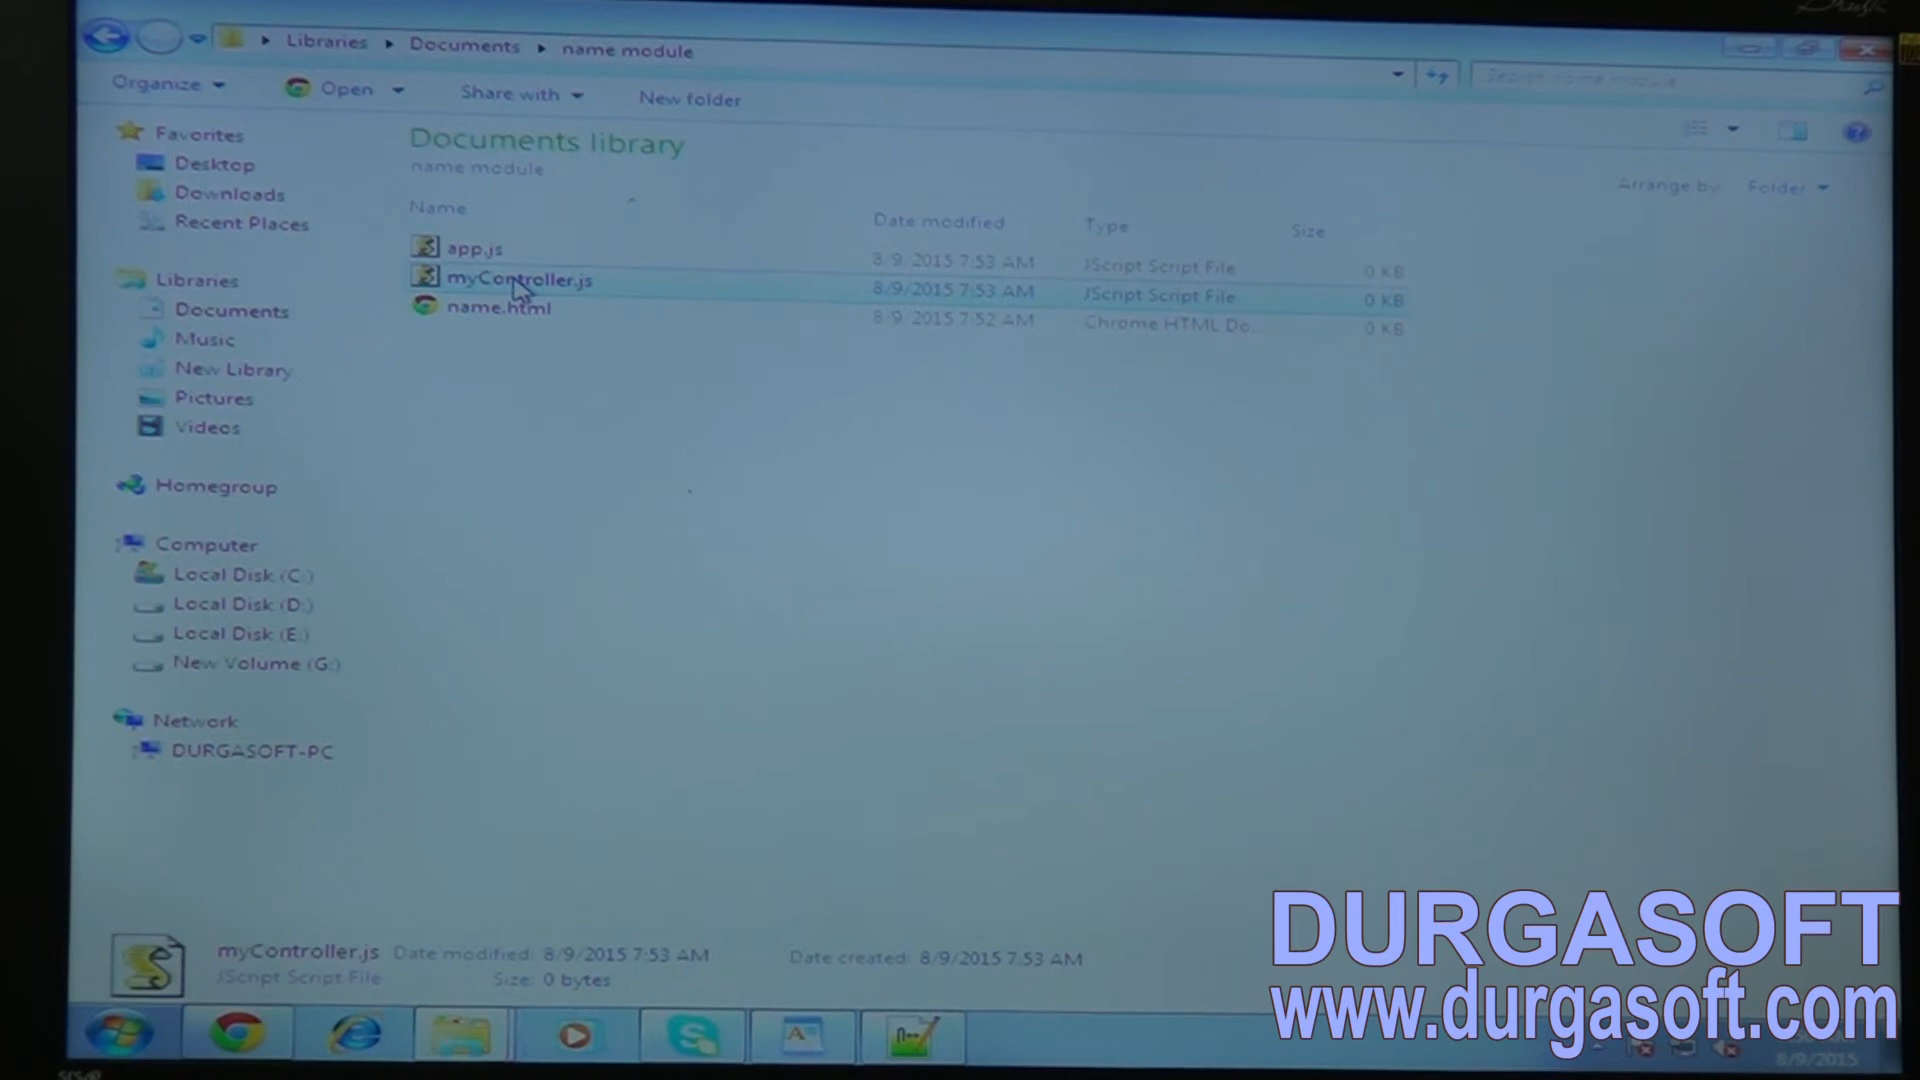 Libraries ▸ Documents ▸ name module
Organize Open Share with New folder
Favorites
Desktop
Downloads
Recent Places
Libraries
Documents
Music
New Library
Pictures
Videos
Homegroup
Computer
Local Disk (C:)
Local Disk (D:)
Local Disk (E:)
New Volume (G:)
Network
DURGASOFT-PC
Documents library
name module
Arrange by: Folder
Name Date modified Type Size
app.js 8/9/2015 7:53 AM JScript Script File 0 KB
myController.js 8/9/2015 7:53 AM JScript Script File 0 KB
name.html 8/9/2015 7:52 AM Chrome HTML Do... 0 KB
myController.js Date modified: 8/9/2015 7:53 AM Date created: 8/9/2015 7:53 AM
JScript Script File Size: 0 bytes
8/9/2015
DURGASOFT
www.durgasoft.com